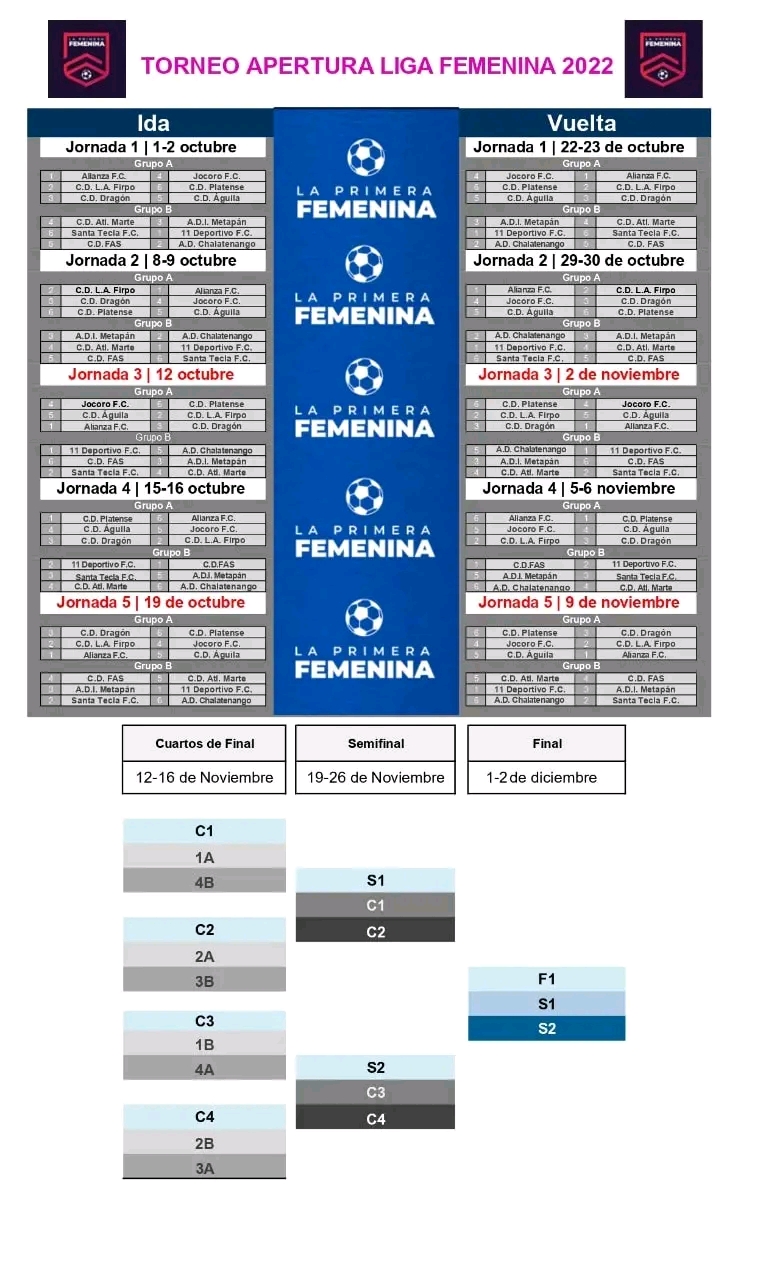 TORNEO APERTURA LIGA FEMENINA 2022
Ida
Jornada 1 | 1-2 octubre
Grupo A
1 Alianza F.C. 4 Jocoro F.C.
2 C.D. L.A. Firpo 6 C.D. Platense
3 C.D. Dragón 5 C.D. Águila
Grupo B
4 C.D. Atl. Marte 3 A.D.I. Metapán
6 Santa Tecla F.C. 1 11 Deportivo F.C.
5 C.D. FAS 2 A.D. Chalatenango
Jornada 2 | 8-9 octubre
Grupo A
2 C.D. L.A. Firpo 1 Alianza F.C.
3 C.D. Dragón 4 Jocoro F.C.
6 C.D. Platense 5 C.D. Águila
Grupo B
3 A.D.I. Metapán 2 A.D. Chalatenango
4 C.D. Atl. Marte 1 11 Deportivo F.C.
5 C.D. FAS 6 Santa Tecla F.C.
Jornada 3 | 12 octubre
Grupo A
4 Jocoro F.C. 6 C.D. Platense
5 C.D. Águila 2 C.D. L.A. Firpo
1 Alianza F.C. 3 C.D. Dragón
Grupo B
1 11 Deportivo F.C. 5 A.D. Chalatenango
6 C.D. FAS 3 A.D.I. Metapán
2 Santa Tecla F.C. 4 C.D. Atl. Marte
Jornada 4 | 15-16 octubre
Grupo A
1 C.D. Platense 6 Alianza F.C.
4 C.D. Águila 5 Jocoro F.C.
3 C.D. Dragón 2 C.D. L.A. Firpo
Grupo B
2 11 Deportivo F.C. 1 C.D.FAS
3 Santa Tecla F.C. 5 A.D.I. Metapán
4 C.D. Atl. Marte 6 A.D. Chalatenango
Jornada 5 | 19 de octubre
Grupo A
3 C.D. Dragón 6 C.D. Platense
2 C.D. L.A. Firpo 4 Jocoro F.C.
1 Alianza F.C. 5 C.D. Águila
Grupo B
4 C.D. FAS 5 C.D. Atl. Marte
3 A.D.I. Metapán 1 11 Deportivo F.C.
2 Santa Tecla F.C. 6 A.D. Chalatenango
LA PRIMERA
FEMENINA
LA PRIMERA
FEMENINA
LA PRIMERA
FEMENINA
LA PRIMERA
FEMENINA
LA PRIMERA
FEMENINA
Vuelta
Jornada 1 | 22-23 de octubre
Grupo A
4 Jocoro F.C. 1 Alianza F.C.
6 C.D. Platense 2 C.D. L.A. Firpo
5 C.D. Águila 3 C.D. Dragón
Grupo B
3 A.D.I. Metapán 4 C.D. Atl. Marte
1 11 Deportivo F.C. 6 Santa Tecla F.C.
2 A.D. Chalatenango 5 C.D. FAS
Jornada 2 | 29-30 de octubre
Grupo A
1 Alianza F.C. 2 C.D. L.A. Firpo
4 Jocoro F.C. 3 C.D. Dragón
5 C.D. Águila 6 C.D. Platense
Grupo B
2 A.D. Chalatenango 3 A.D.I. Metapán
1 11 Deportivo F.C. 4 C.D. Atl. Marte
6 Santa Tecla F.C. 5 C.D. FAS
Jornada 3 | 2 de noviembre
Grupo A
6 C.D. Platense 4 Jocoro F.C.
2 C.D. L.A. Firpo 5 C.D. Águila
3 C.D. Dragón 1 Alianza F.C.
Grupo B
5 A.D. Chalatenango 1 11 Deportivo F.C.
3 A.D.I. Metapán 6 C.D. FAS
4 C.D. Atl. Marte 2 Santa Tecla F.C.
Jornada 4 | 5-6 noviembre
Grupo A
6 Alianza F.C. 1 C.D. Platense
5 Jocoro F.C. 4 C.D. Águila
2 C.D. L.A. Firpo 3 C.D. Dragón
Grupo B
1 C.D.FAS 2 11 Deportivo F.C.
5 A.D.I. Metapán 3 Santa Tecla F.C.
6 A.D. Chalatenango 4 C.D. Atl. Marte
Jornada 5 | 9 de noviembre
Grupo A
6 C.D. Platense 3 C.D. Dragón
4 Jocoro F.C. 2 C.D. L.A. Firpo
5 C.D. Águila 1 Alianza F.C.
Grupo B
5 C.D. Atl. Marte 4 C.D. FAS
1 11 Deportivo F.C. 3 A.D.I. Metapán
6 A.D. Chalatenango 2 Santa Tecla F.C.
Cuartos de Final
12-16 de Noviembre
Semifinal
19-26 de Noviembre
Final
1-2 de diciembre
C1
1A
4B
C2
2A
3B
C3
1B
4A
C4
2B
3A
S1
C1
C2
S2
C3
C4
F1
S1
S2